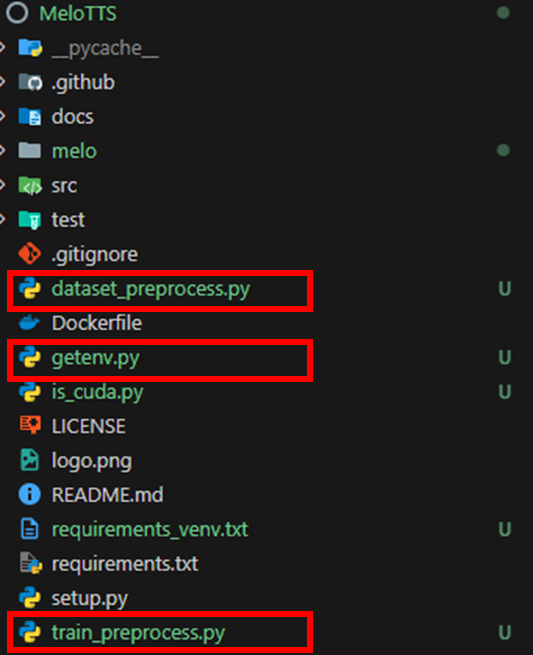 MeloTTS
__pycache__
.github
docs
melo
src
test
.gitignore
dataset_preprocess.py U
Dockerfile
getenv.py U
is_cuda.py U
LICENSE
logo.png
README.md
requirements_venv.txt U
requirements.txt
setup.py
train_preprocess.py U